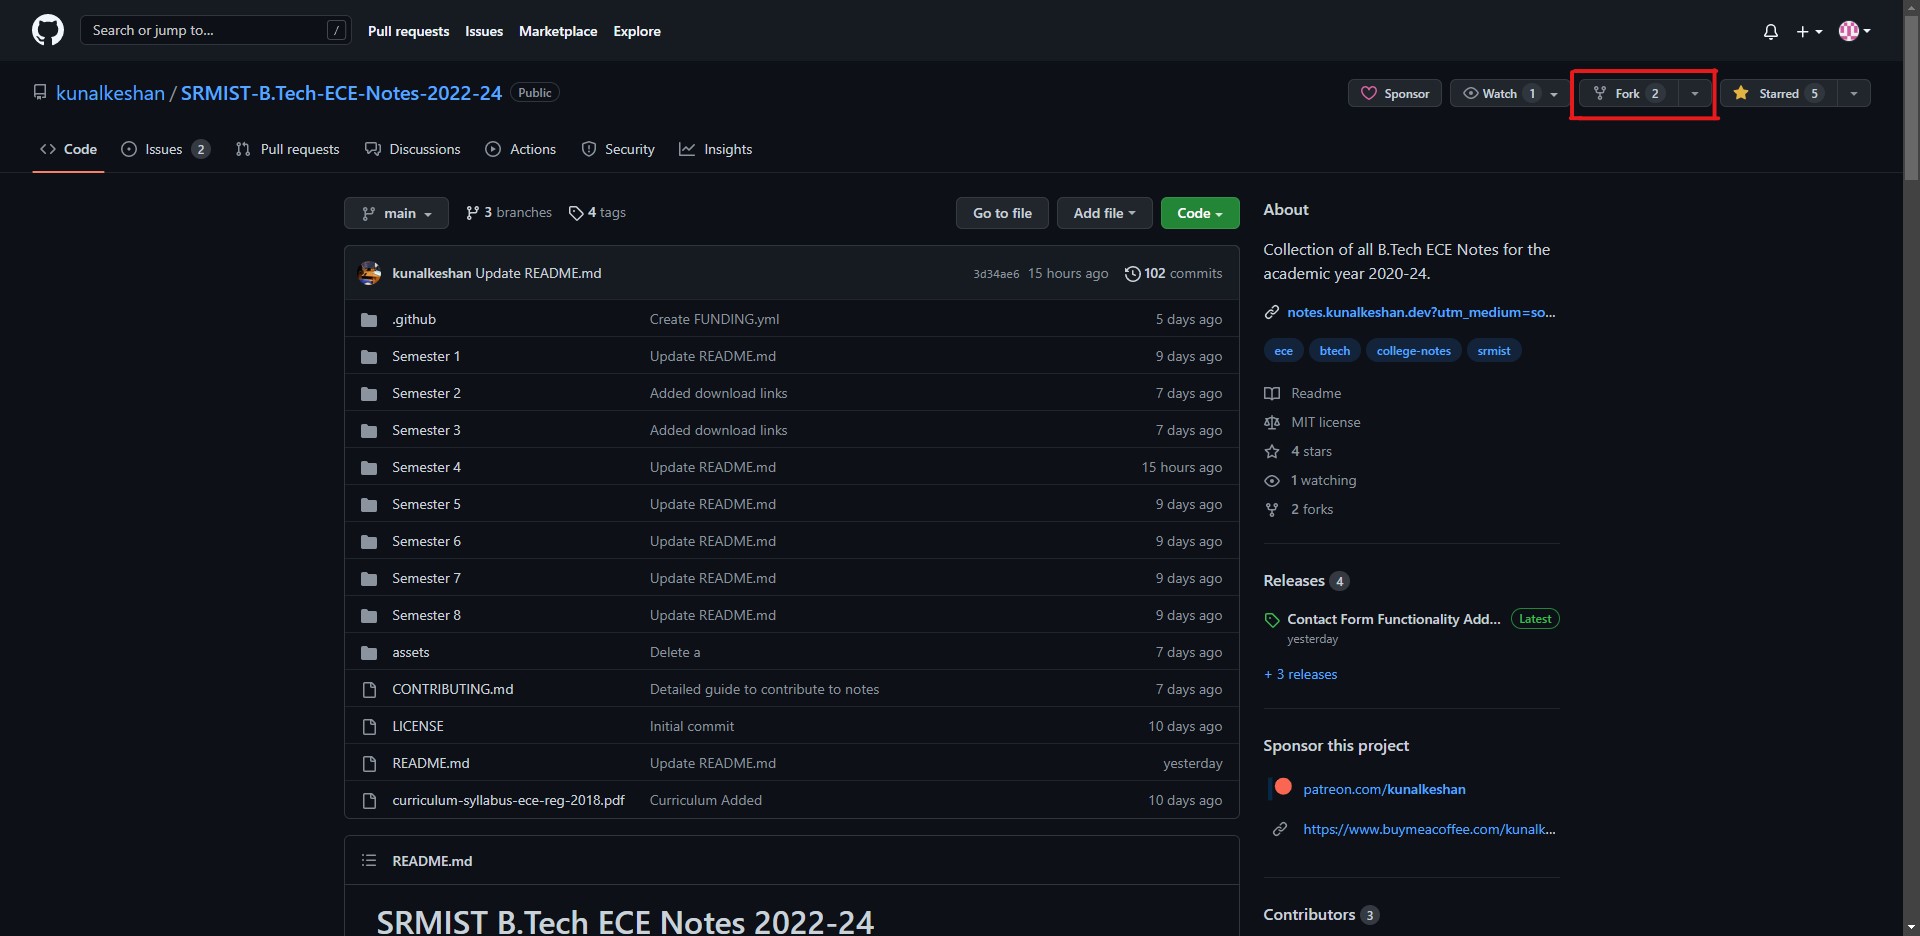 Search or jump to... /
Pull requests Issues Marketplace Explore
kunalkeshan / SRMIST-B.Tech-ECE-Notes-2022-24 Public
Sponsor Watch 1 Fork 2 Starred 5
Code Issues 2 Pull requests Discussions Actions Security Insights
main 3 branches 4 tags Go to file Add file Code
kunalkeshan Update README.md 3d34ae6 15 hours ago 102 commits
.github Create FUNDING.yml 5 days ago
Semester 1 Update README.md 9 days ago
Semester 2 Added download links 7 days ago
Semester 3 Added download links 7 days ago
Semester 4 Update README.md 15 hours ago
Semester 5 Update README.md 9 days ago
Semester 6 Update README.md 9 days ago
Semester 7 Update README.md 9 days ago
Semester 8 Update README.md 9 days ago
assets Delete a 7 days ago
CONTRIBUTING.md Detailed guide to contribute to notes 7 days ago
LICENSE Initial commit 10 days ago
README.md Update README.md yesterday
curriculum-syllabus-ece-reg-2018.pdf Curriculum Added 10 days ago
README.md
SRMIST B.Tech ECE Notes 2022-24
About
Collection of all B.Tech ECE Notes for the
academic year 2020-24.
notes.kunalkeshan.dev?utm_medium=so...
ece btech college-notes srmist
Readme
MIT license
4 stars
1 watching
2 forks
Releases 4
Contact Form Functionality Add... Latest
yesterday
+ 3 releases
Sponsor this project
patreon.com/kunalkeshan
https://www.buymeacoffee.com/kunalk...
Contributors 3